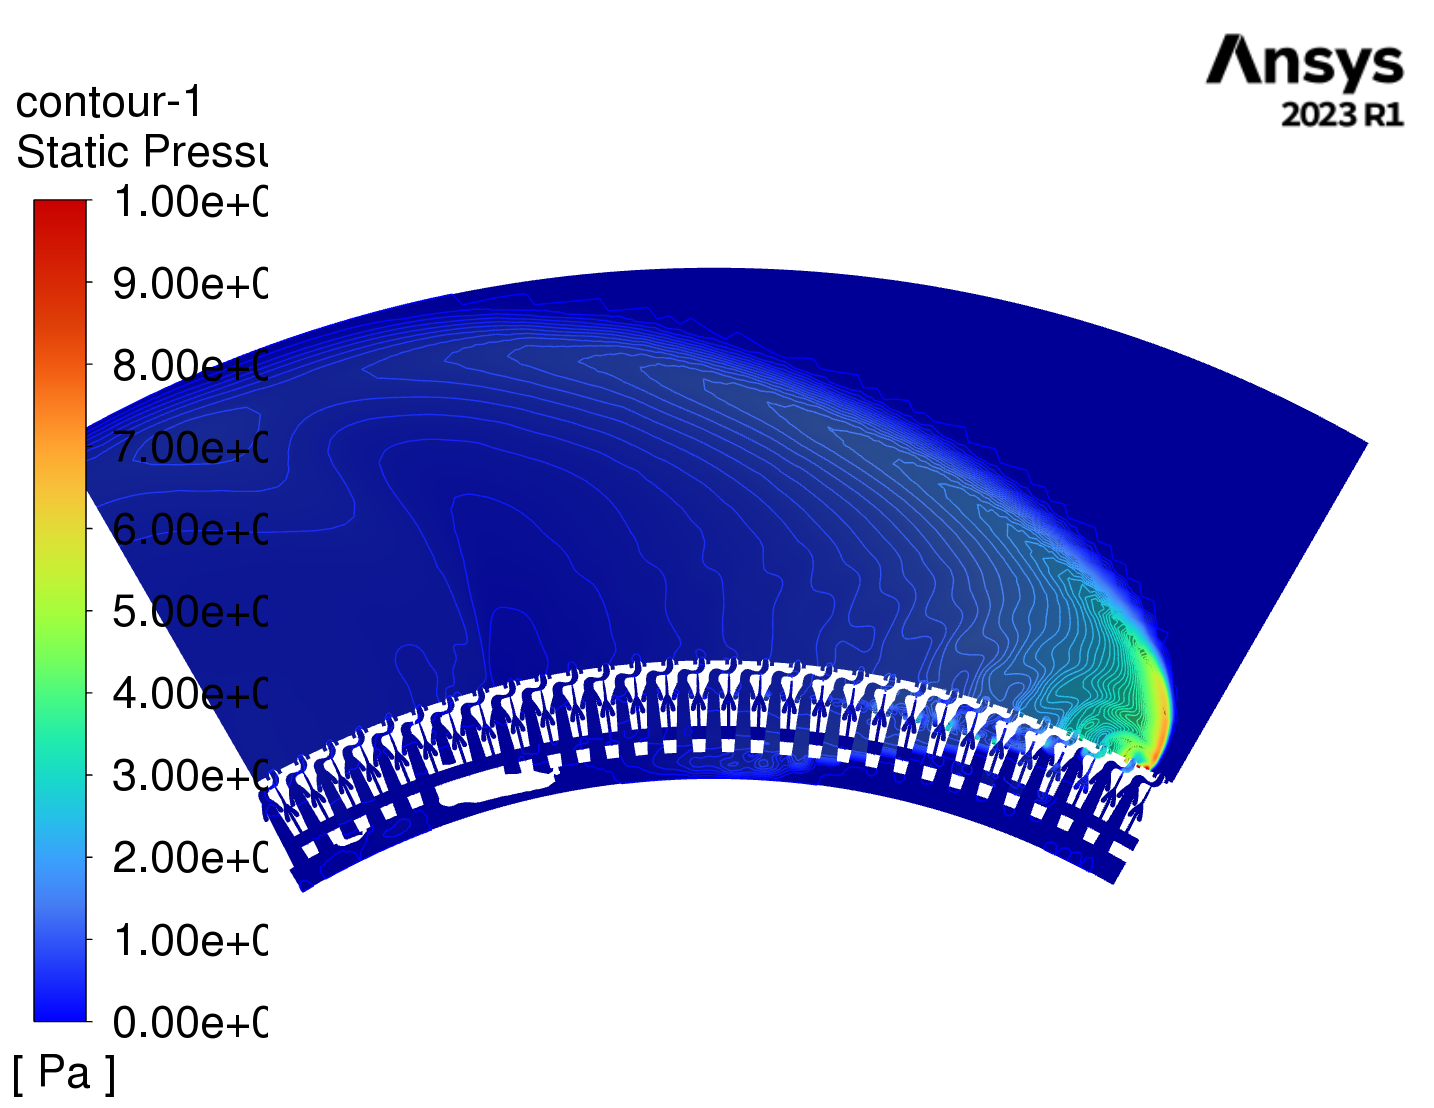 Ansys
2023 R1
contour-1
Static Pressu
1.00e+0
9.00e+0
8.00e+0
7.00e+0
6.00e+0
5.00e+0
4.00e+0
3.00e+0
2.00e+0
1.00e+0
0.00e+0
[ Pa ]